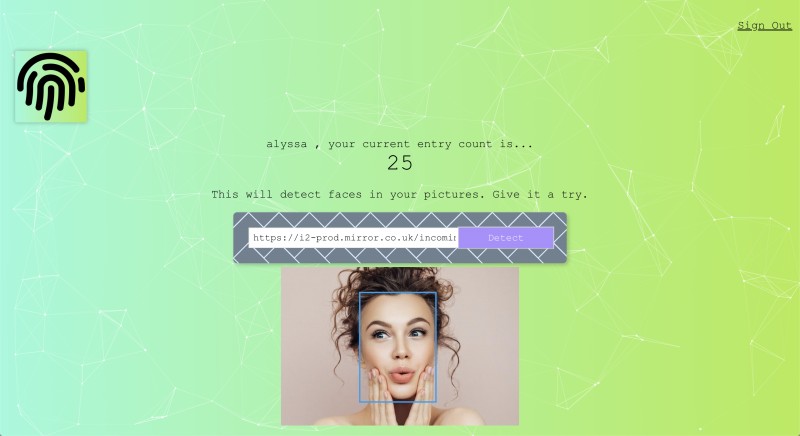 Sign Out
alyssa , your current entry count is...
25
This will detect faces in your pictures. Give it a try.
https://i2-prod.mirror.co.uk/incomin
Detect